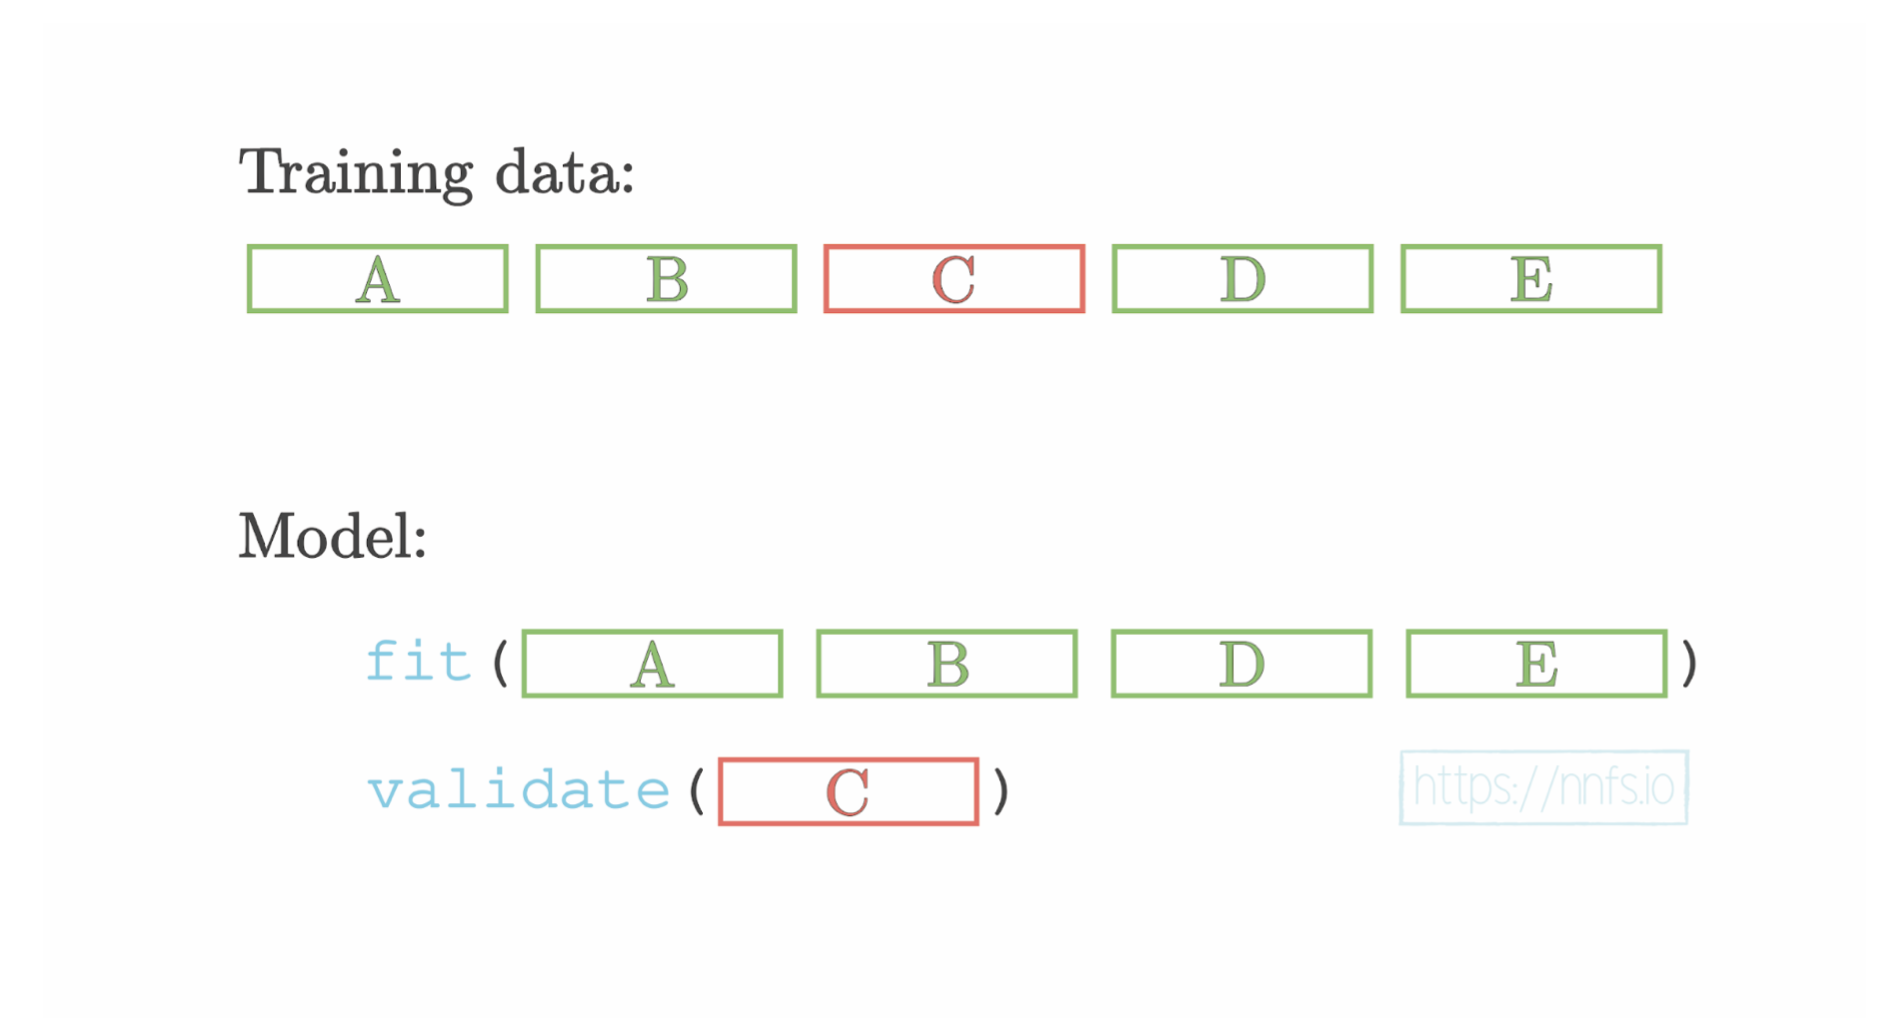 Training data:
A B C D E
Model:
fit(A B D E)
validate(C)
https://nnfs.io